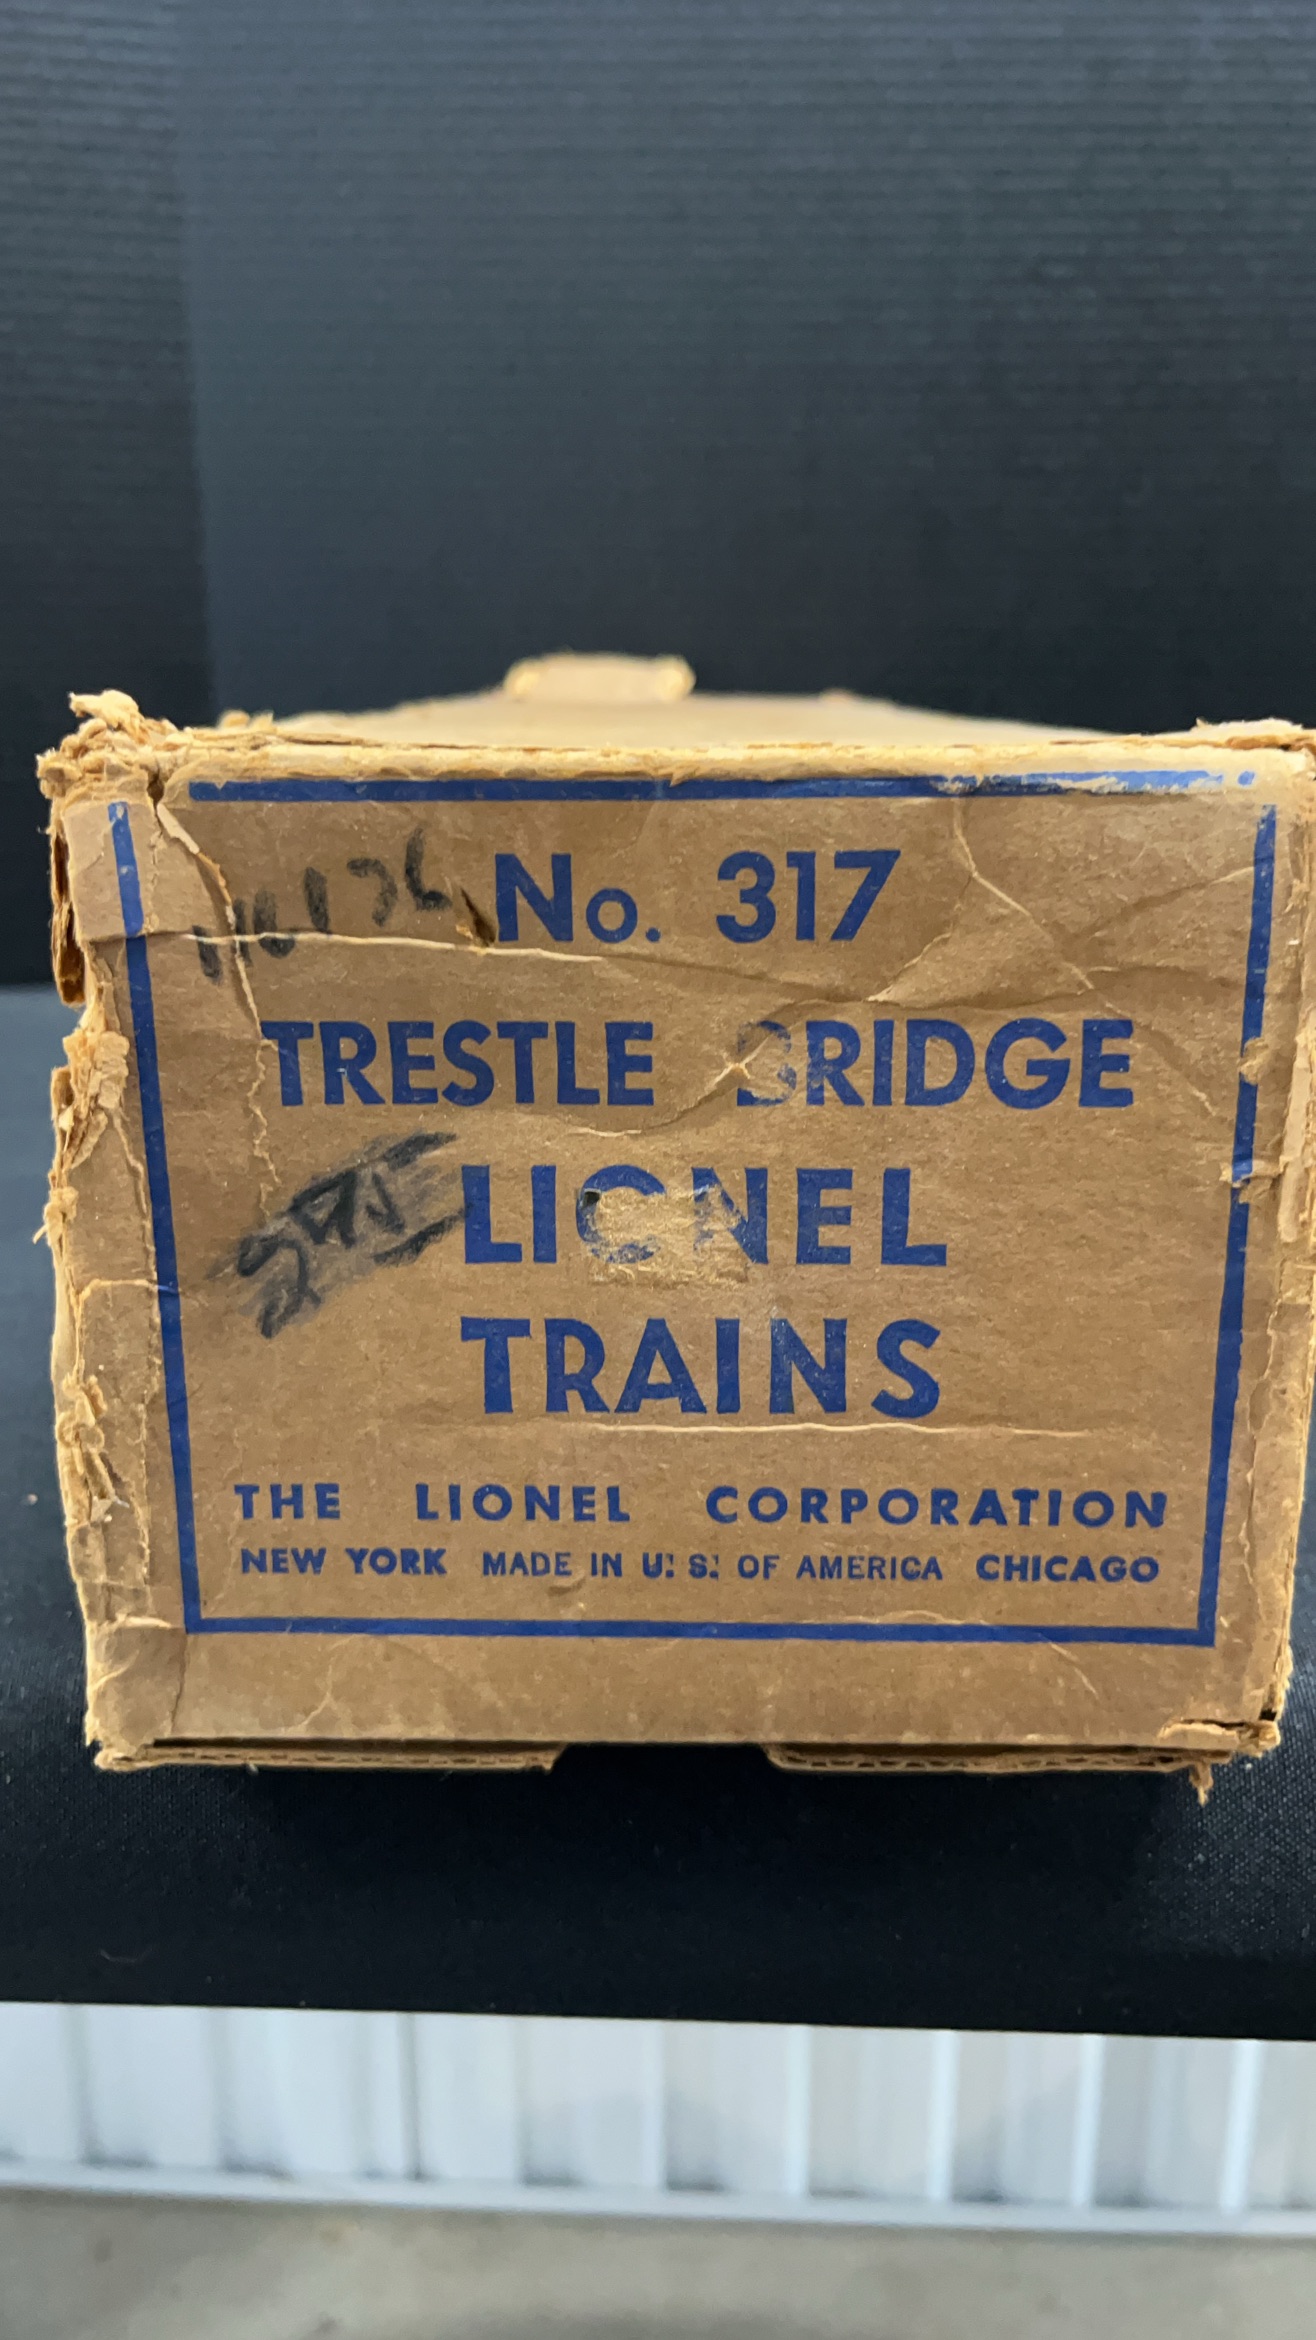 No. 317
TRESTLE BRIDGE
LIONEL
TRAINS
THE LIONEL CORPORATION
NEW YORK MADE IN U. S. OF AMERICA CHICAGO